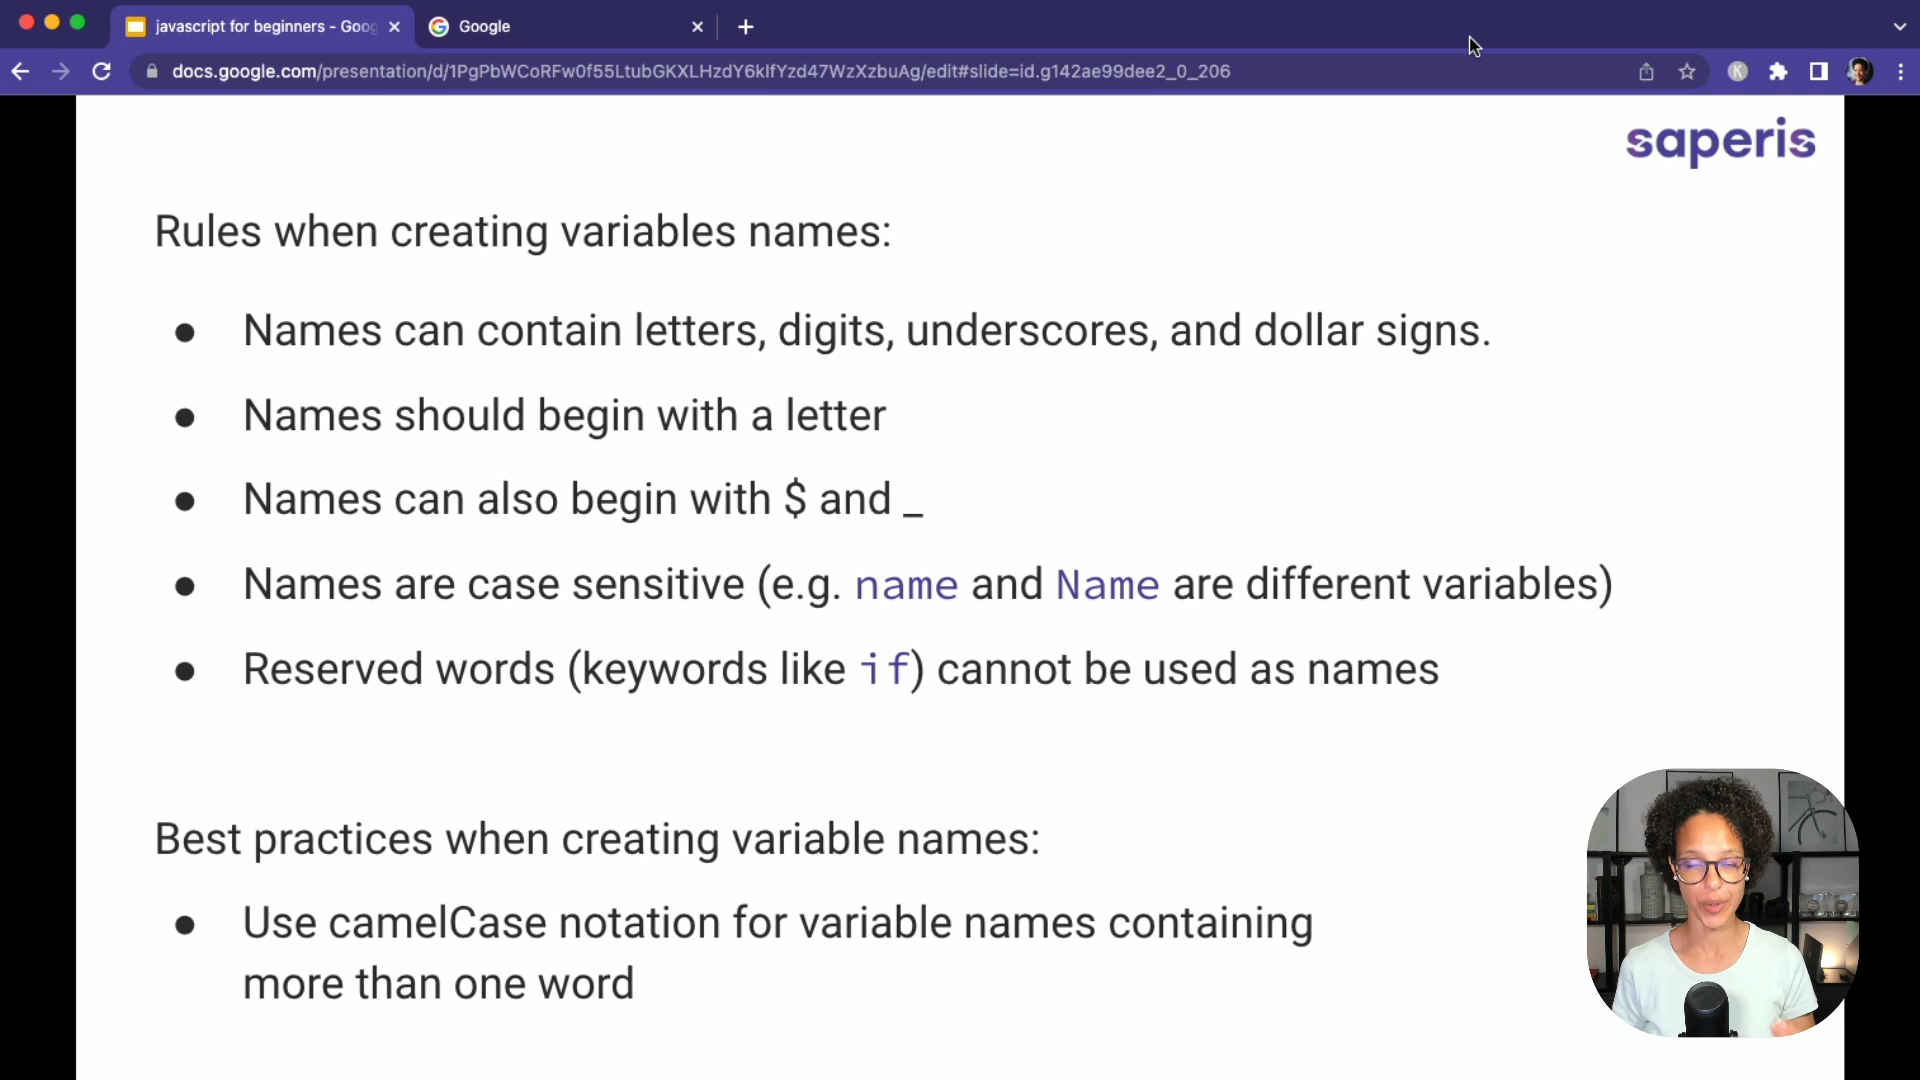 javascript for beginners - Goog
Google
docs.google.com/presentation/d/1PgPbWCoRFw0f55LtubGKXLHzdY6klfYzd47WzXzbuAg/edit#slide=id.g142ae99dee2_0_206
K
saperis
Rules when creating variables names:
● Names can contain letters, digits, underscores, and dollar signs.
● Names should begin with a letter
● Names can also begin with $ and _
● Names are case sensitive (e.g. name and Name are different variables)
● Reserved words (keywords like if) cannot be used as names
Best practices when creating variable names:
● Use camelCase notation for variable names containing
more than one word